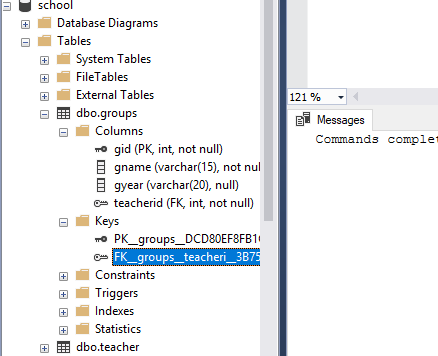 school
Database Diagrams
Tables
System Tables
FileTables
External Tables
dbo.groups
Columns
gid (PK, int, not null)
gname (varchar(15), not nul
gyear (varchar(20), null)
teacherid (FK, int, not null)
Keys
PK__groups__DCD80EF8FB1
FK__groups__teacheri__3B75
Constraints
Triggers
Indexes
Statistics
dbo.teacher
121 %
Messages
Commands complet